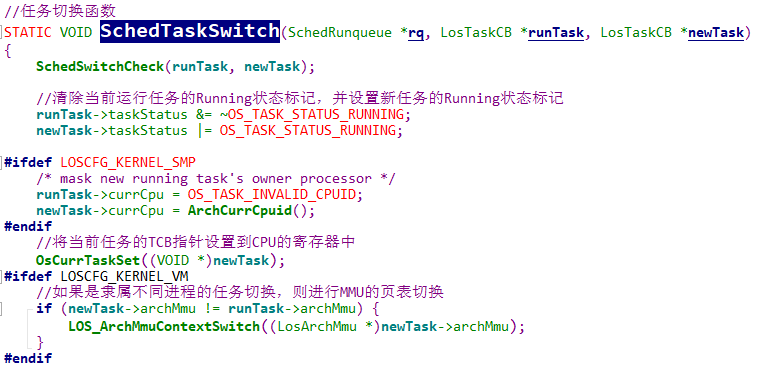 //任务切换函数
STATIC VOID SchedTaskSwitch(SchedRunqueue *rq, LosTaskCB *runTask, LosTaskCB *newTask)
{
    SchedSwitchCheck(runTask, newTask);
    //清除当前运行任务的Running状态标记，并设置新任务的Running状态标记
    runTask->taskStatus &= ~OS_TASK_STATUS_RUNNING;
    newTask->taskStatus |= OS_TASK_STATUS_RUNNING;
#ifdef LOSCFG_KERNEL_SMP
    /* mask new running task's owner processor */
    runTask->currCpu = OS_TASK_INVALID_CPUID;
    newTask->currCpu = ArchCurrCpuid();
#endif
    //将当前任务的TCB指针设置到CPU的寄存器中
    OsCurrTaskSet((VOID *)newTask);
#ifdef LOSCFG_KERNEL_VM
    //如果是隶属不同进程的任务切换，则进行MMU的页表切换
    if (newTask->archMmu != runTask->archMmu) {
        LOS_ArchMmuContextSwitch((LosArchMmu *)newTask->archMmu);
    }
#endif